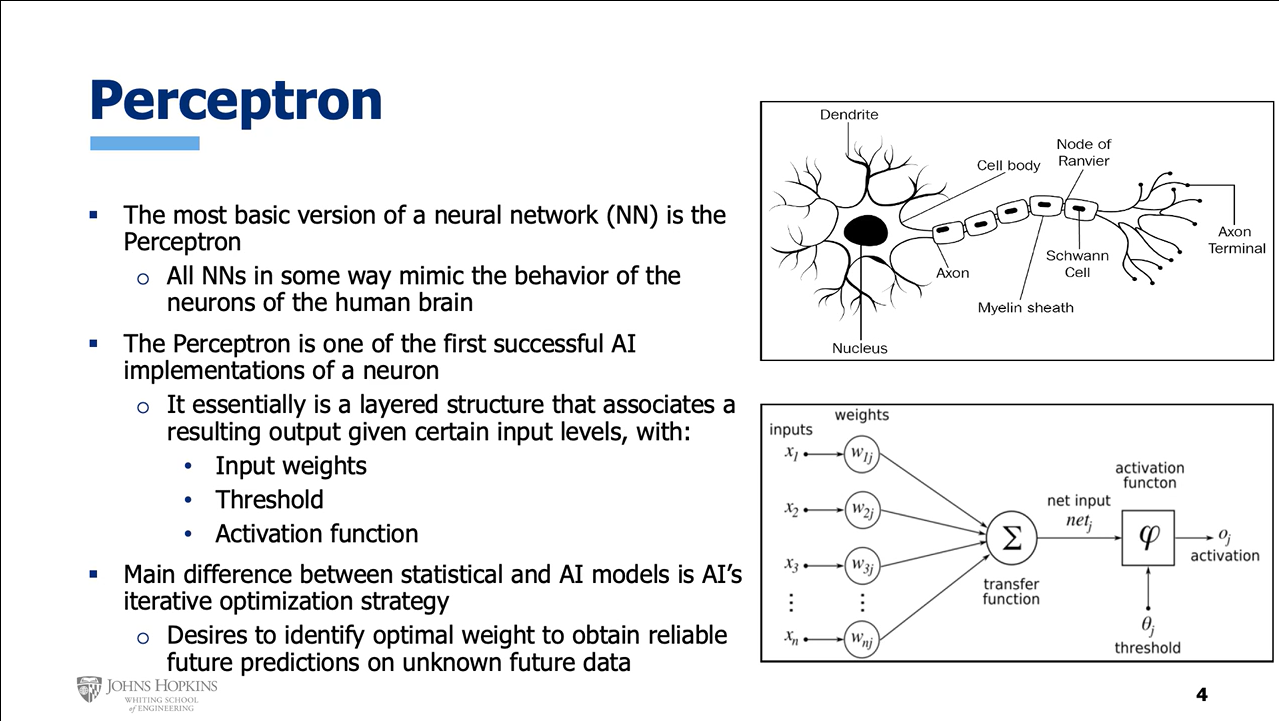 Perceptron
▪ The most basic version of a neural network (NN) is the
Perceptron
o All NNs in some way mimic the behavior of the
neurons of the human brain
▪ The Perceptron is one of the first successful AI
implementations of a neuron
o It essentially is a layered structure that associates a
resulting output given certain input levels, with:
• Input weights
• Threshold
• Activation function
▪ Main difference between statistical and AI models is AI’s
iterative optimization strategy
o Desires to identify optimal weight to obtain reliable
future predictions on unknown future data
Dendrite
Node of
Ranvier
Cell body
Axon
Terminal
Schwann
Cell
Axon
Myelin sheath
Nucleus
weights
inputs
x1
w1j
activation
functon
x2
w2j
net input
netj
Σ
φ
oj
activation
x3
w3j
transfer
function
⋮
⋮
θj
threshold
xn
wnj
JOHNS HOPKINS
WHITING SCHOOL
of ENGINEERING
4